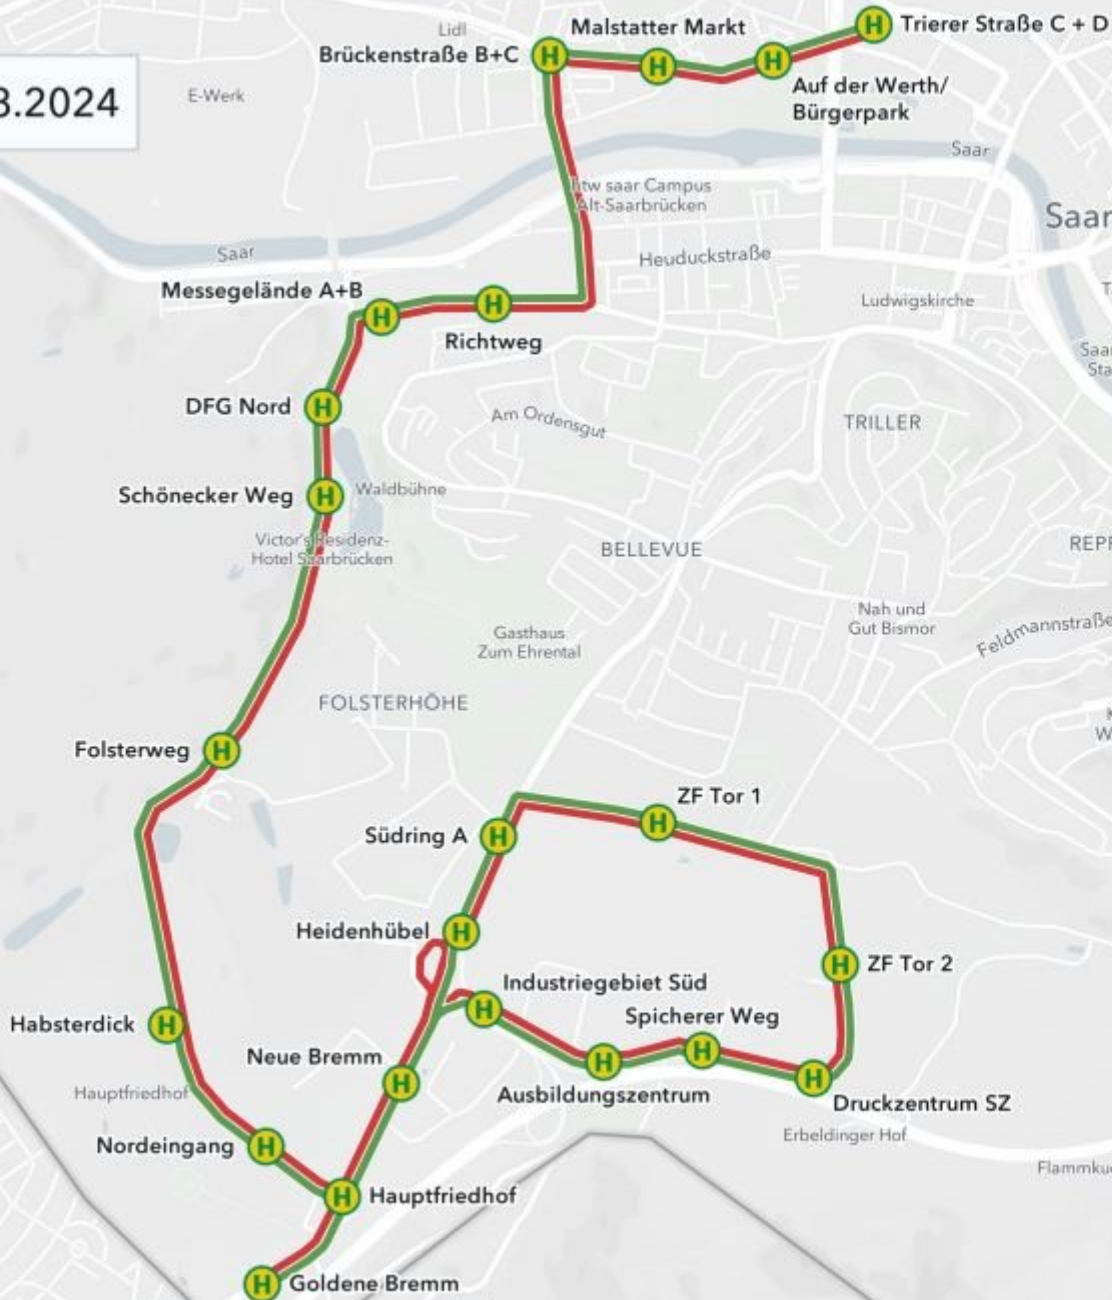 Lidl
Malstatter Markt
Trierer Straße C + D
Brückenstraße B+C
E-Werk
Auf der Werth/
Bürgerpark
3.2024
Saar
htw saar Campus
Alt-Saarbrücken
Saar
Heuduckstraße
Messegelände A+B
Ludwigskirche
Richtweg
DFG Nord
Am Ordensgut
TRILLER
Schönecker Weg
Waldbühne
Victor's Residenz-
Hotel Saarbrücken
BELLEVUE
Nah und
Gut Bismor
Gasthaus
Zum Ehrental
Feldmannstraße
FOLSTERHÖHE
Folsterweg
ZF Tor 1
Südring A
Heidenhübel
ZF Tor 2
Industriegebiet Süd
Spicherer Weg
Habsterdick
Neue Bremm
Ausbildungszentrum
Druckzentrum SZ
Hauptfriedhof
Erbeldinger Hof
Nordeingang
Hauptfriedhof
Goldene Bremm